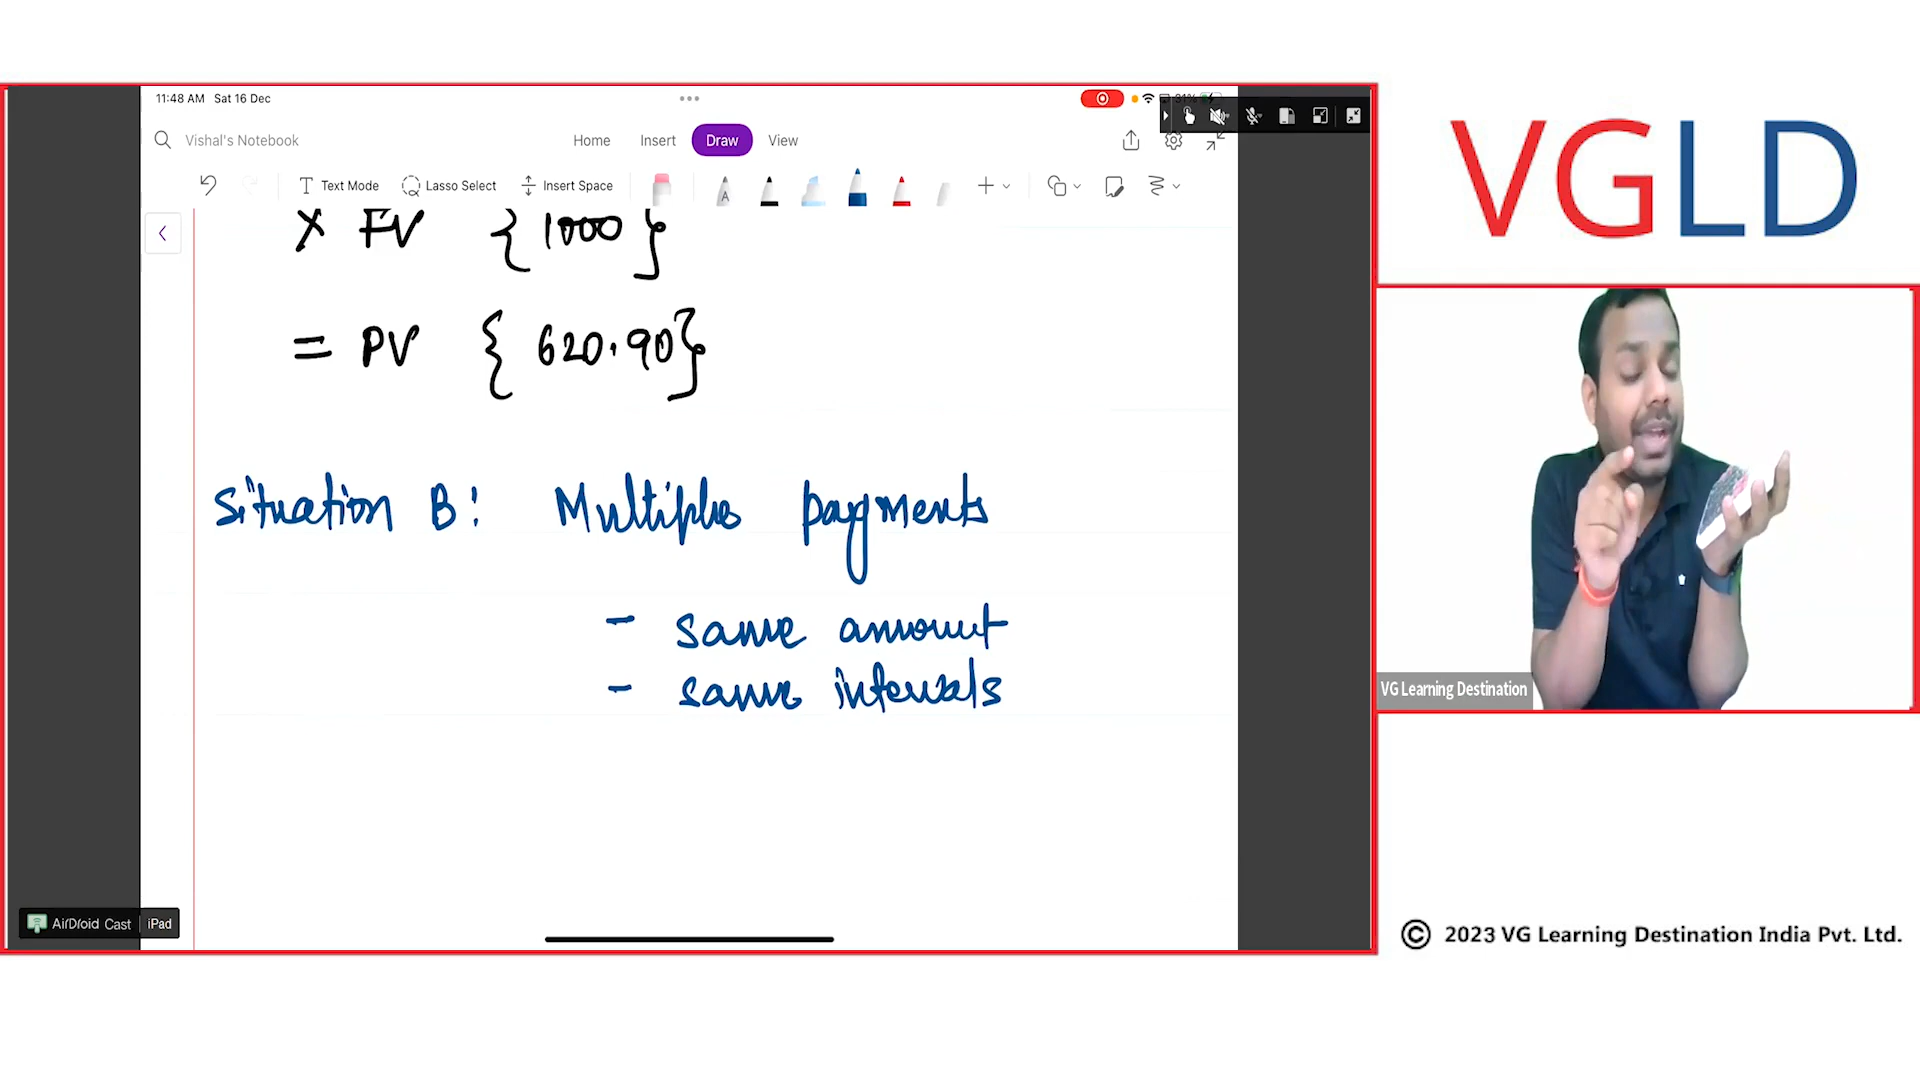 11:48 AM Sat 16 Dec
31%
Vishal's Notebook
Home Insert Draw View
Text Mode Lasso Select Insert Space
× FV {1000}
= PV {620.90}
Situation B: Multiple payments
- same amount
- same intervals
AirDroid Cast iPad
VGLD
VG Learning Destination
© 2023 VG Learning Destination India Pvt. Ltd.